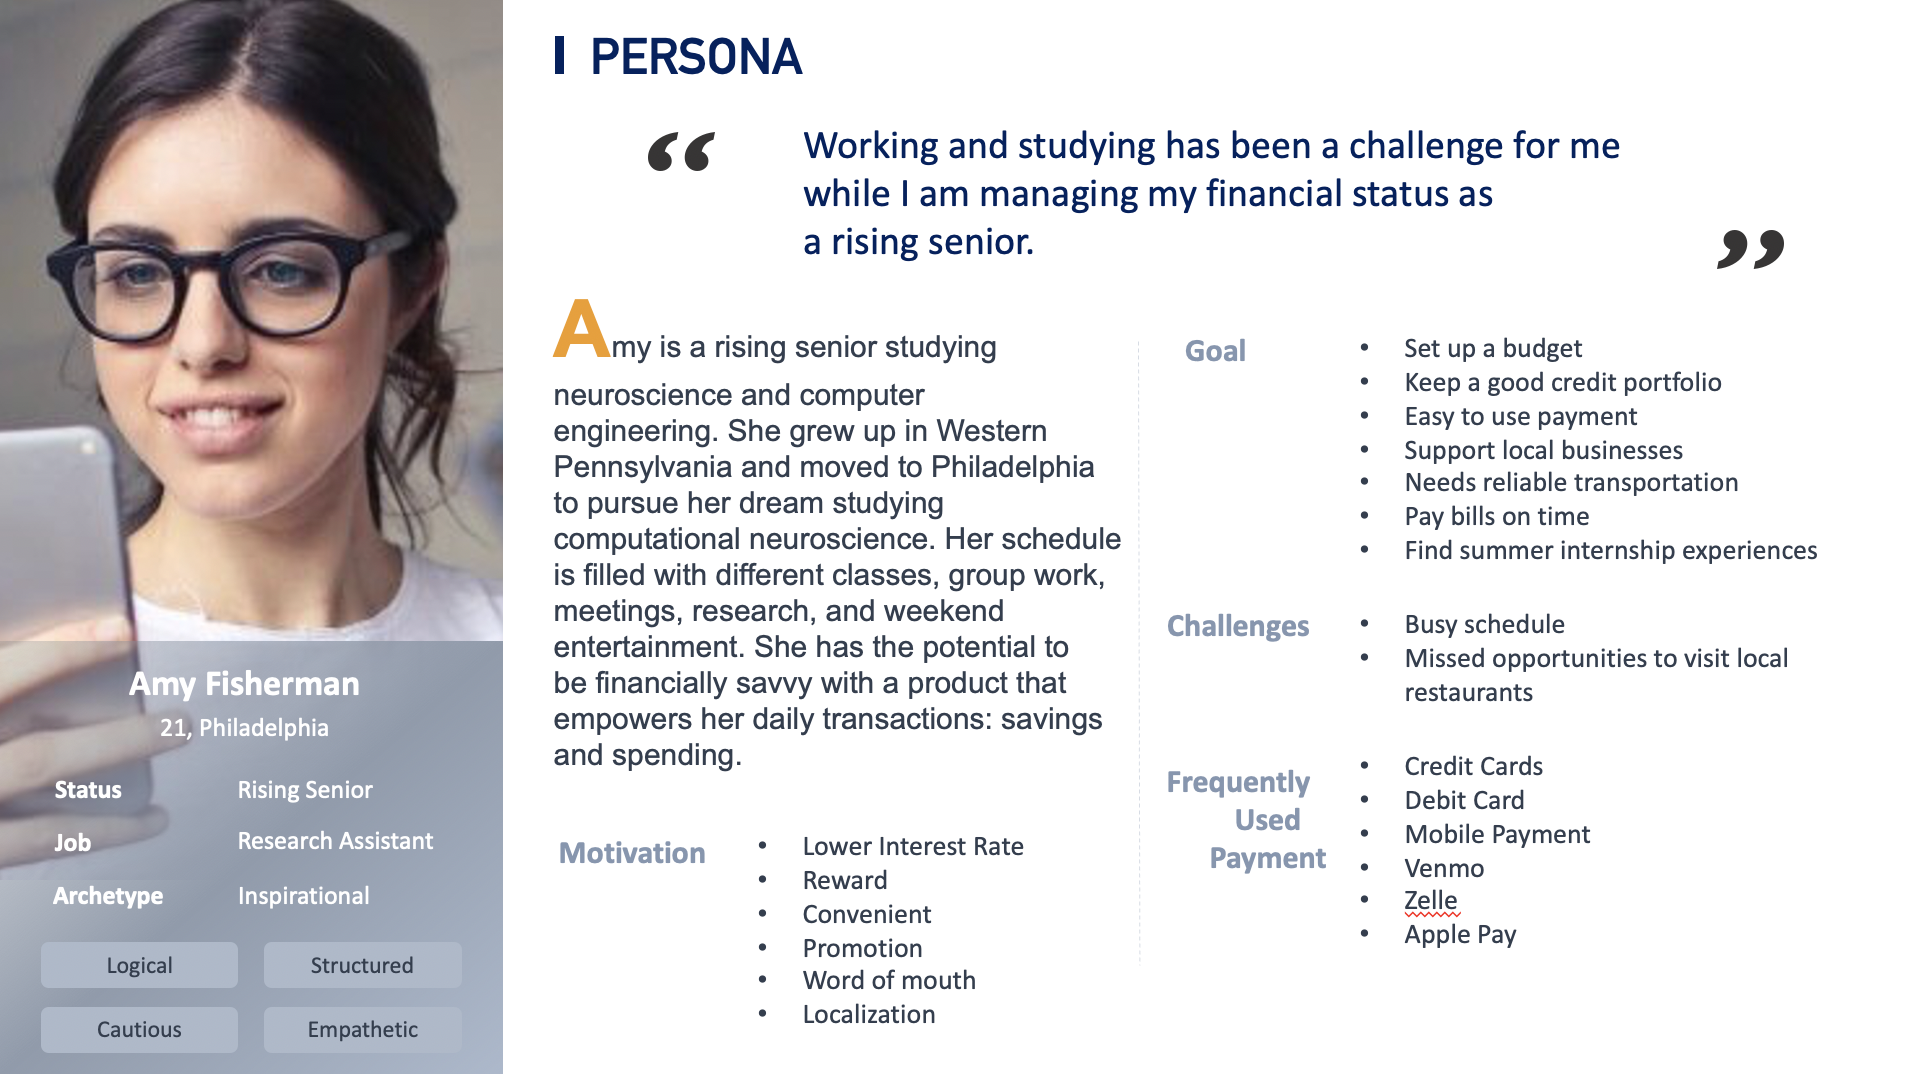 PERSONA
“
Working and studying has been a challenge for me
while I am managing my financial status as
a rising senior.
”
Amy is a rising senior studying
neuroscience and computer
engineering. She grew up in Western
Pennsylvania and moved to Philadelphia
to pursue her dream studying
computational neuroscience. Her schedule
is filled with different classes, group work,
meetings, research, and weekend
entertainment. She has the potential to
be financially savvy with a product that
empowers her daily transactions: savings
and spending.
Motivation
• Lower Interest Rate
• Reward
• Convenient
• Promotion
• Word of mouth
• Localization
Goal
• Set up a budget
• Keep a good credit portfolio
• Easy to use payment
• Support local businesses
• Needs reliable transportation
• Pay bills on time
• Find summer internship experiences
Challenges
• Busy schedule
• Missed opportunities to visit local
restaurants
Frequently
Used
Payment
• Credit Cards
• Debit Card
• Mobile Payment
• Venmo
• Zelle
• Apple Pay
Amy Fisherman
21, Philadelphia
Status Rising Senior
Job Research Assistant
Archetype Inspirational
Logical Structured
Cautious Empathetic